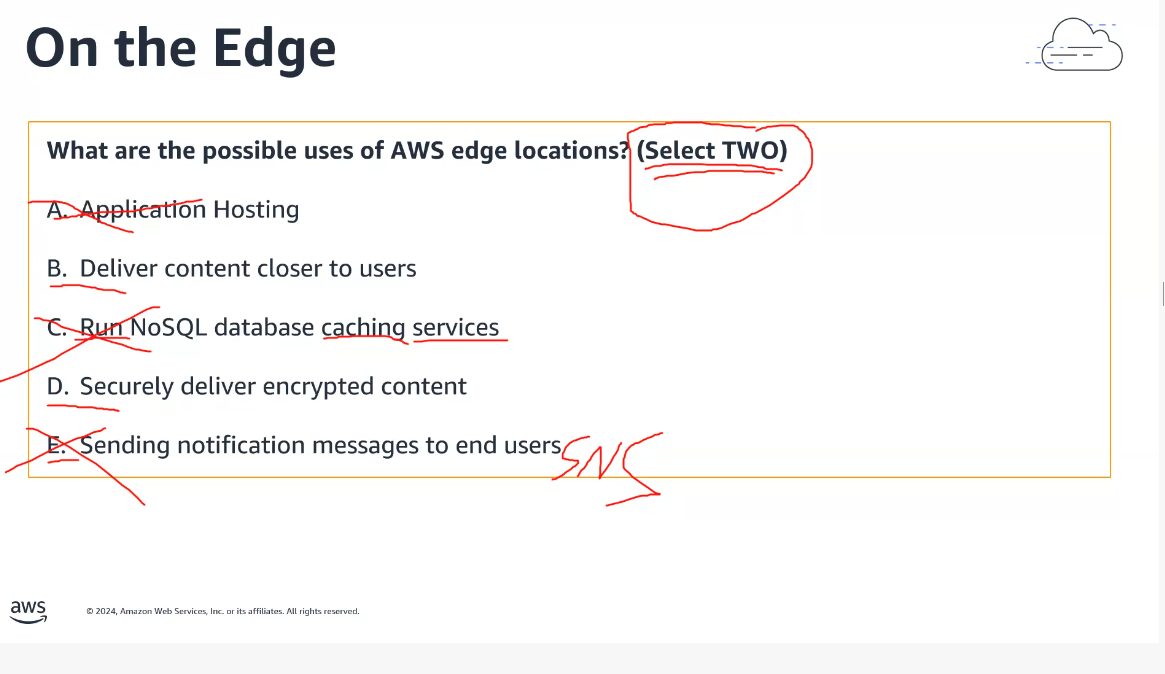 On the Edge
What are the possible uses of AWS edge locations? (Select TWO)
A. Application Hosting
B. Deliver content closer to users
C. Run NoSQL database caching services
D. Securely deliver encrypted content
E. Sending notification messages to end users
SNS
aws
© 2024, Amazon Web Services, Inc. or its affiliates. All rights reserved.